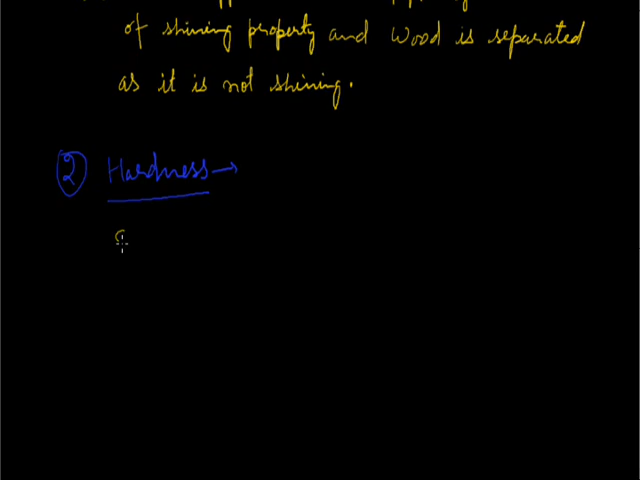 of shining property and wood is separated
as it is not shining.
② Hardness →